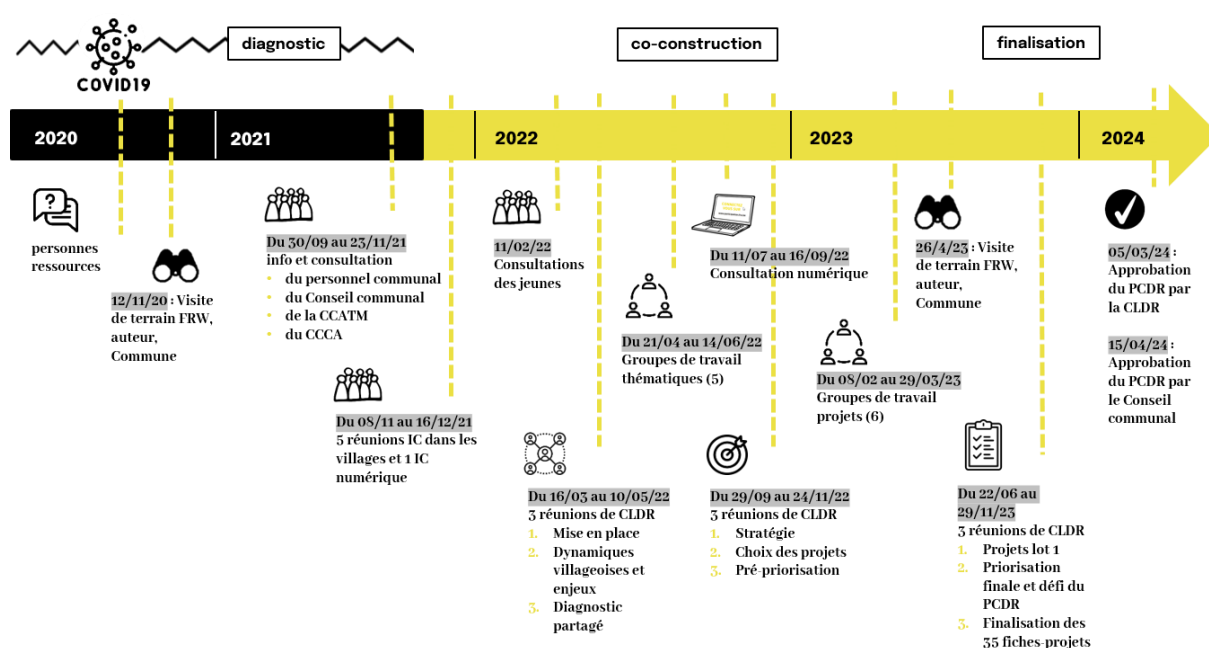 COVID19
diagnostic
co-construction
finalisation
2020
2021
2022
2023
2024
personnes
ressources
12/11/20 : Visite
de terrain FRW,
auteur,
Commune
Du 30/09 au 23/11/21
info et consultation
• du personnel communal
• du Conseil communal
• de la CCATM
• du CCCA
Du 08/11 au 16/12/21
5 réunions IC dans les
villages et 1 IC
numérique
11/02/22
Consultations
des jeunes
Du 16/03 au 10/05/22
3 réunions de CLDR
1. Mise en place
2. Dynamiques
villageoises et
enjeux
3. Diagnostic
partagé
Du 21/04 au 14/06/22
Groupes de travail
thématiques (5)
Du 11/07 au 16/09/22
Consultation numérique
Du 29/09 au 24/11/22
3 réunions de CLDR
1. Stratégie
2. Choix des projets
3. Pré-priorisation
Du 08/02 au 29/03/23
Groupes de travail
projets (6)
26/4/23 : Visite
de terrain FRW,
auteur,
Commune
Du 22/06 au
29/11/23
3 réunions de CLDR
1. Projets lot 1
2. Priorisation
finale et défi du
PCDR
3. Finalisation des
35 fiches-projets
05/03/24 :
Approbation
du PCDR par
la CLDR
15/04/24 :
Approbation
du PCDR par
le Conseil
communal